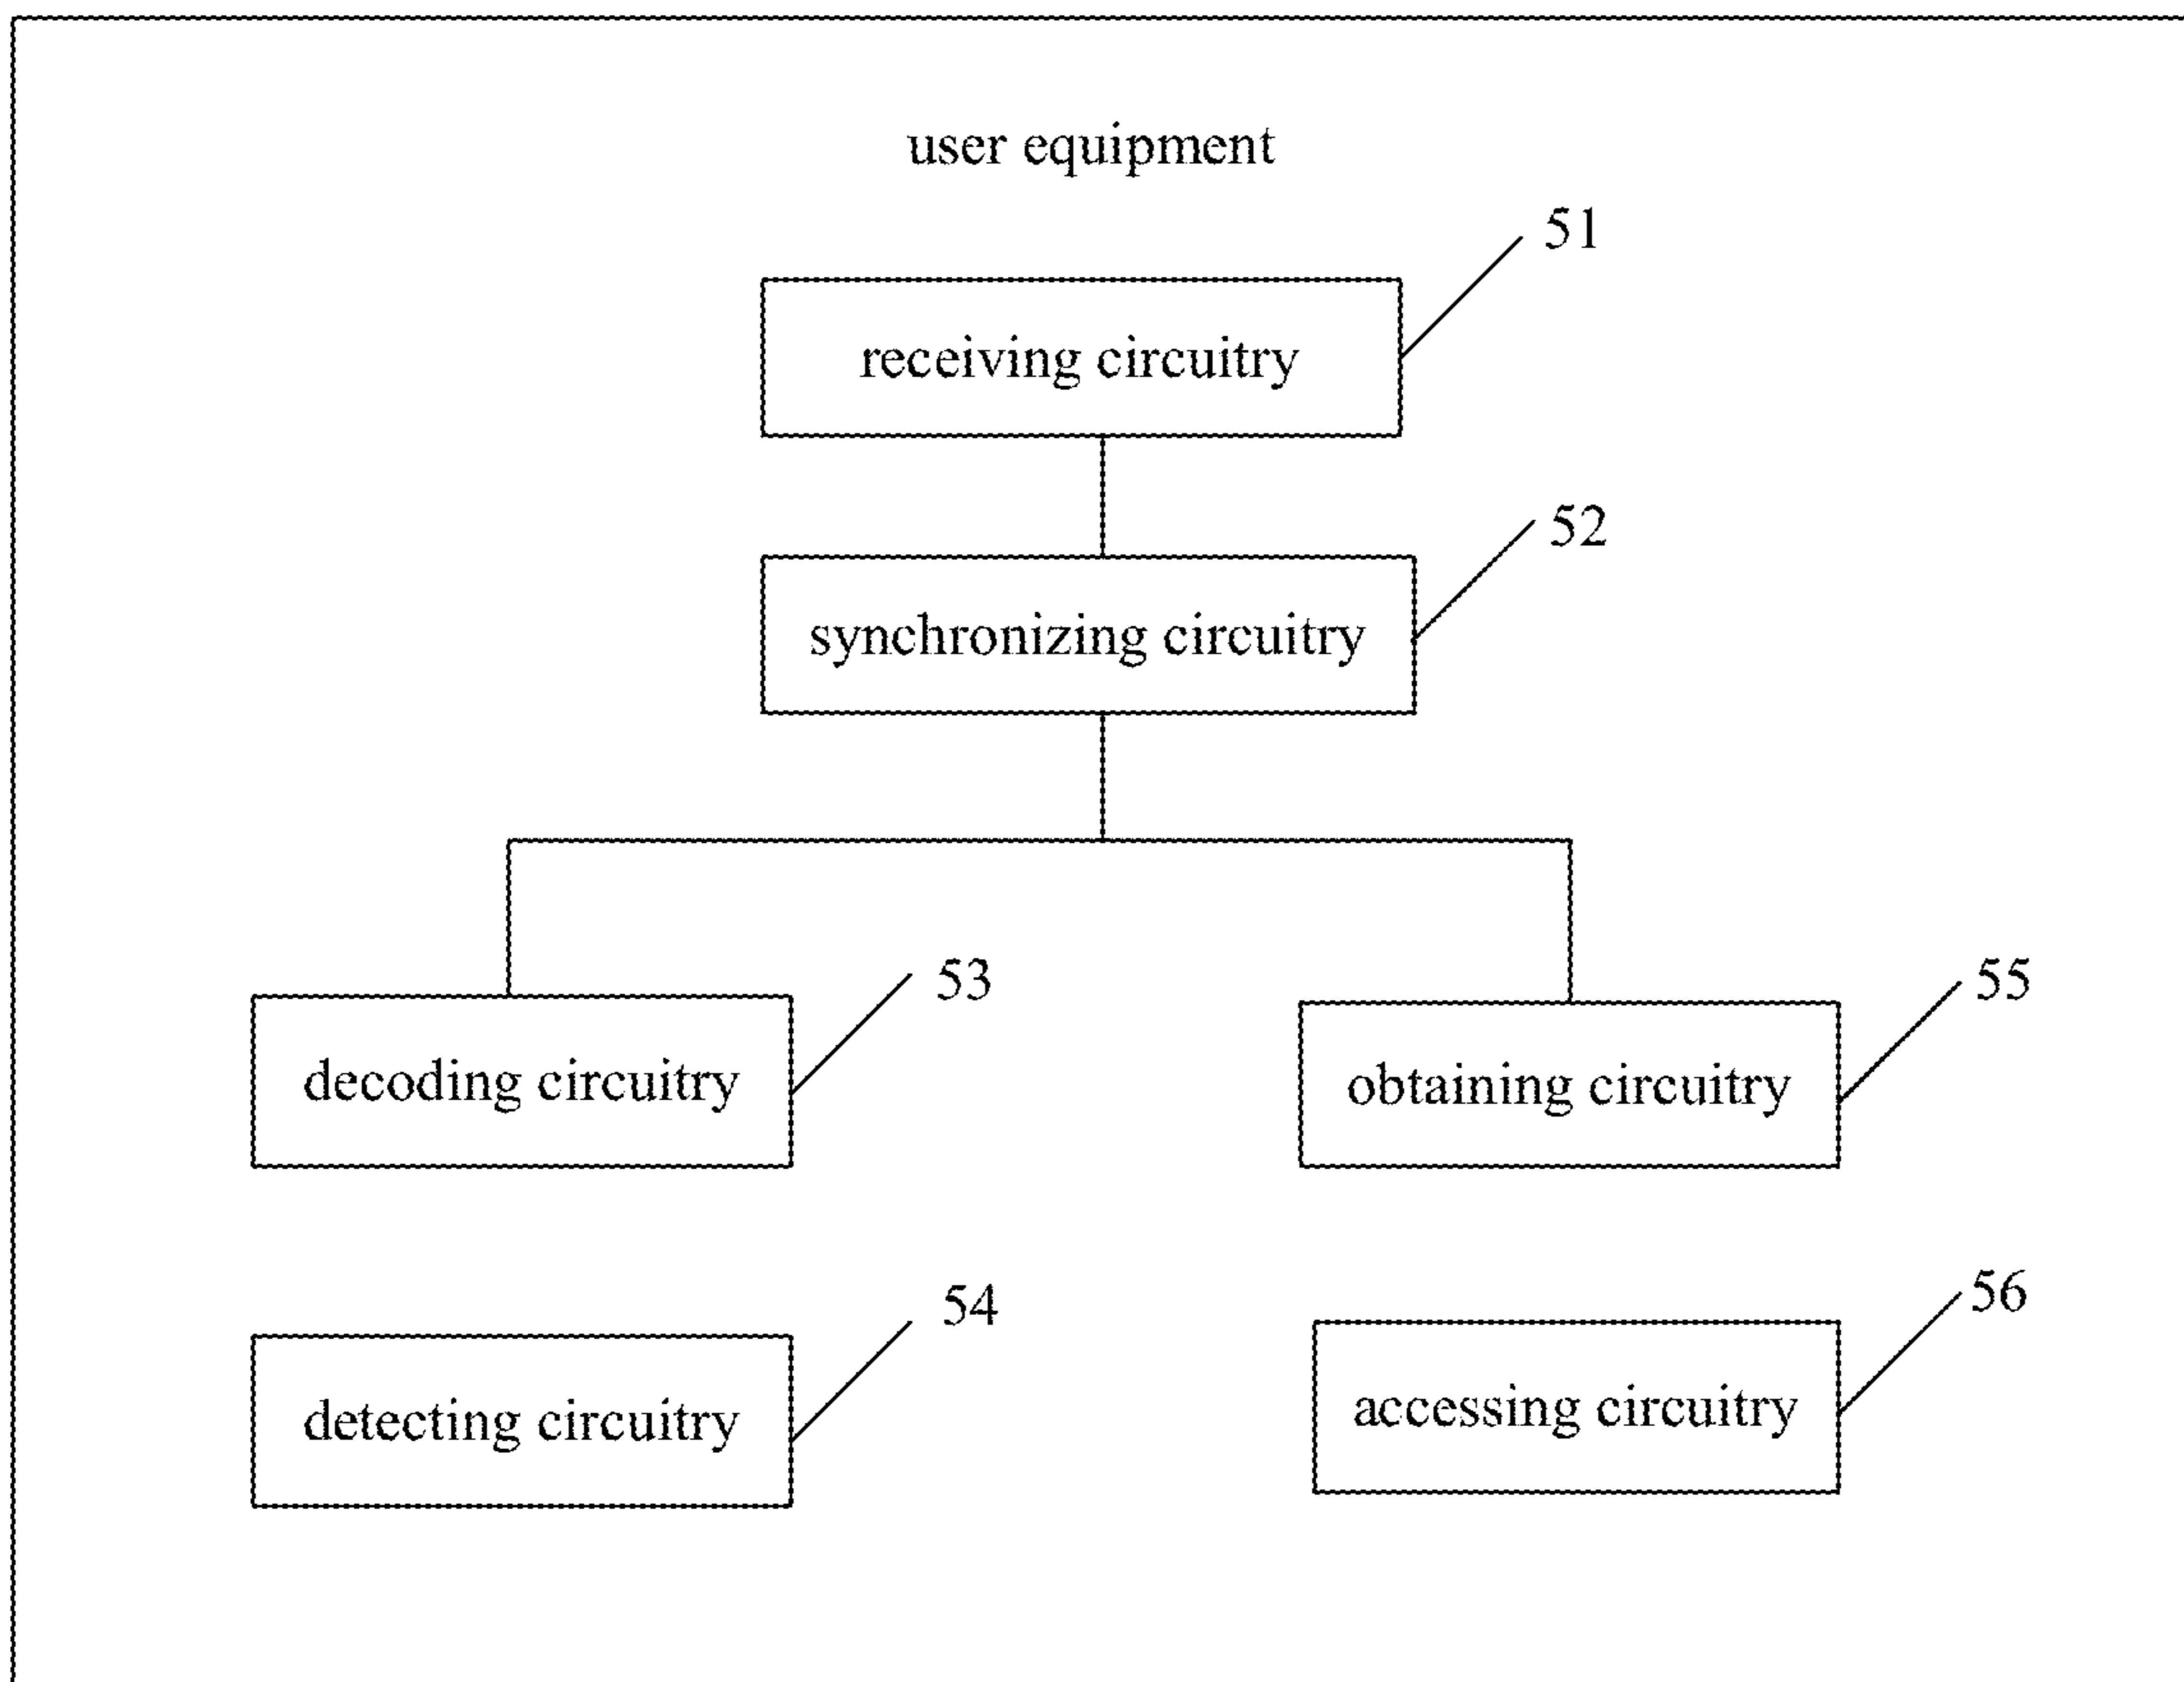 user equipment
51
receiving circuitry
52
synchronizing circuitry
53
55
decoding circuitry
obtaining circuitry
54
56
detecting circuitry
accessing circuitry